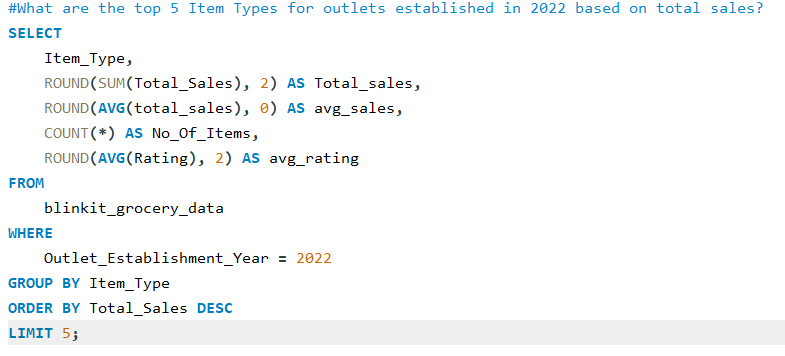 #What are the top 5 Item Types for outlets established in 2022 based on total sales?
SELECT
    Item_Type,
    ROUND(SUM(Total_Sales), 2) AS Total_sales,
    ROUND(AVG(total_sales), 0) AS avg_sales,
    COUNT(*) AS No_Of_Items,
    ROUND(AVG(Rating), 2) AS avg_rating
FROM
    blinkit_grocery_data
WHERE
    Outlet_Establishment_Year = 2022
GROUP BY Item_Type
ORDER BY Total_Sales DESC
LIMIT 5;